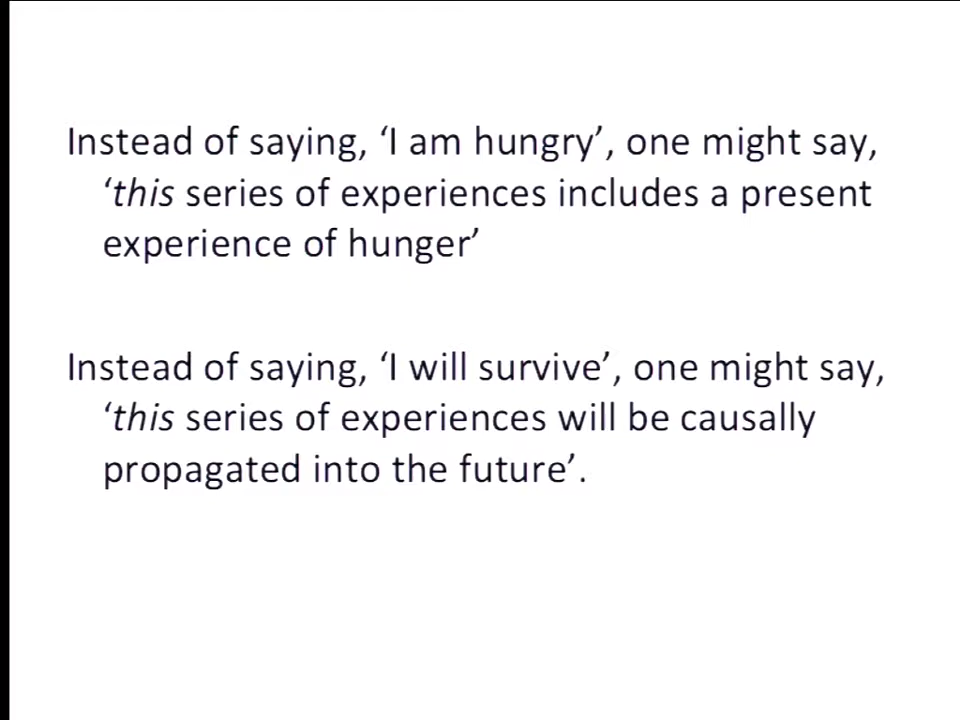 Instead of saying, ‘I am hungry’, one might say,
‘this series of experiences includes a present
experience of hunger’
Instead of saying, ‘I will survive’, one might say,
‘this series of experiences will be causally
propagated into the future’.